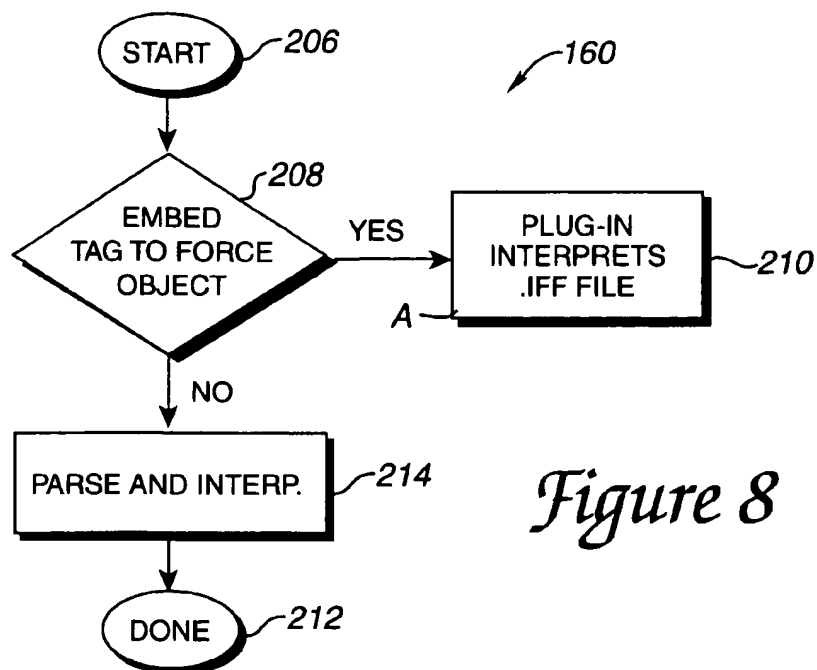 START
206
160
208
EMBED
TAG TO FORCE
OBJECT
YES
PLUG-IN
INTERPRETS
.IFF FILE
210
A
NO
PARSE AND INTERP.
214
Figure 8
DONE
212